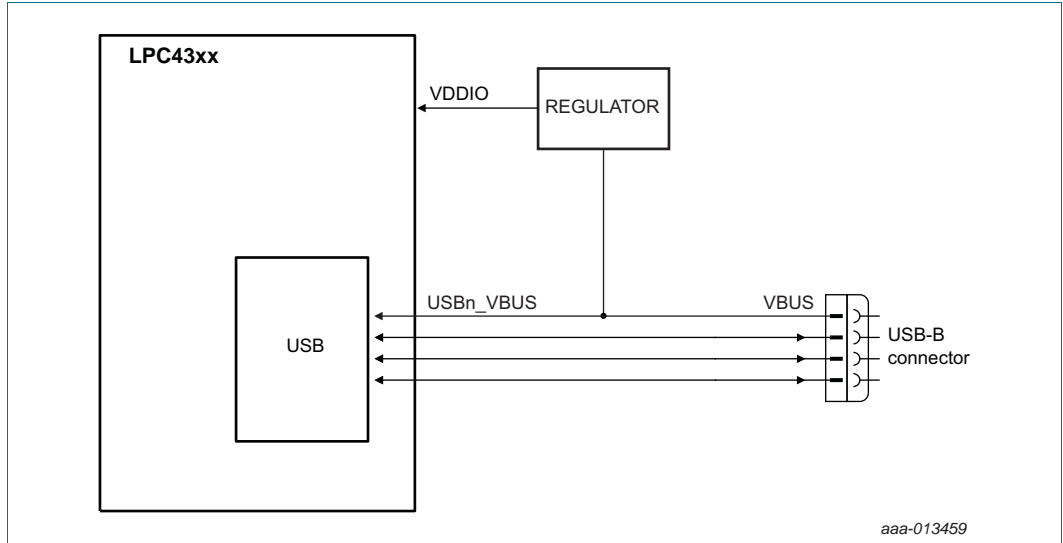 LPC43xx
VDDIO
REGULATOR
USBn_VBUS
VBUS
USB
USB-B
connector
aaa-013459